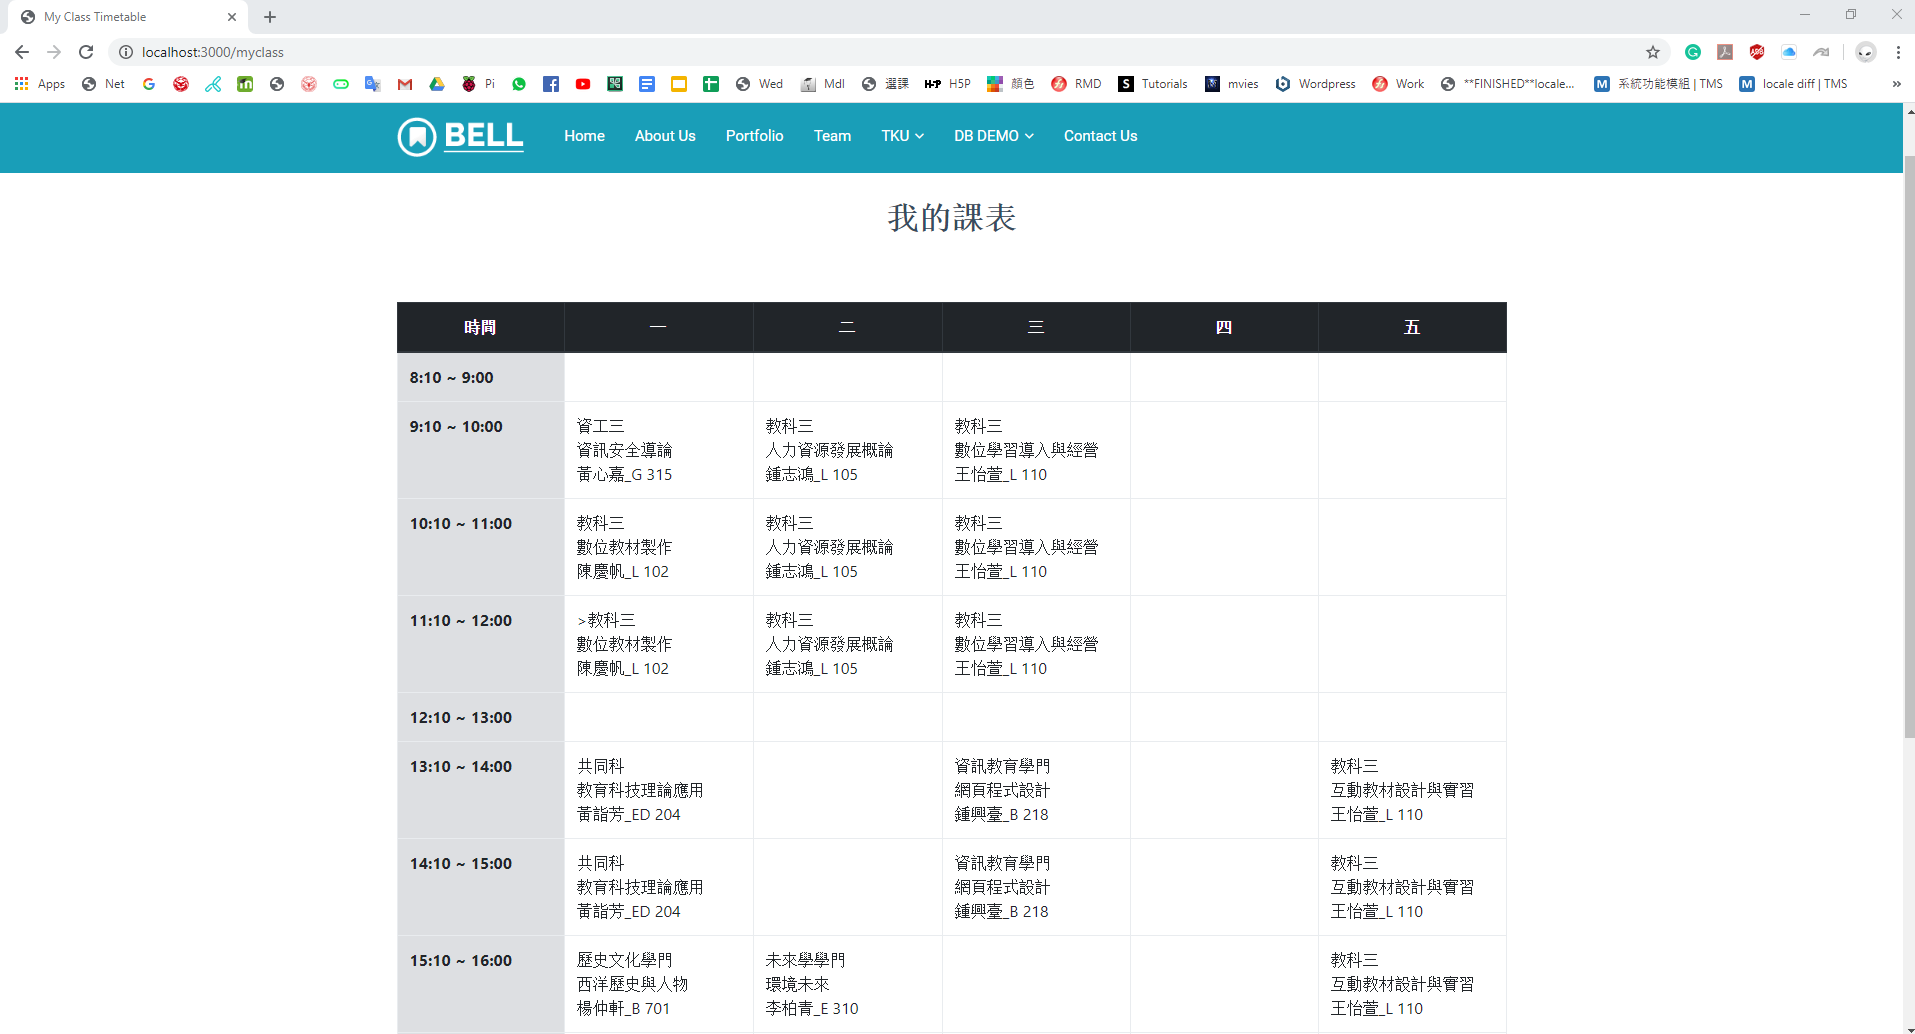 My Class Timetable
localhost:3000/myclass
Apps Net Pi Wed Mdl 選課 H-P H5P 顏色 RMD S Tutorials mvies Wordpress Work **FINISHED**locale... M 系統功能模組 | TMS M locale diff | TMS »
BELL Home About Us Portfolio Team TKU DB DEMO Contact Us
我的課表
時間 一 二 三 四 五
8:10 ~ 9:00
9:10 ~ 10:00
資工三
資訊安全導論
黃心嘉_G 315
教科三
人力資源發展概論
鍾志鴻_L 105
教科三
數位學習導入與經營
王怡萱_L 110
10:10 ~ 11:00
教科三
數位教材製作
陳慶帆_L 102
教科三
人力資源發展概論
鍾志鴻_L 105
教科三
數位學習導入與經營
王怡萱_L 110
11:10 ~ 12:00
>教科三
數位教材製作
陳慶帆_L 102
教科三
人力資源發展概論
鍾志鴻_L 105
教科三
數位學習導入與經營
王怡萱_L 110
12:10 ~ 13:00
13:10 ~ 14:00
共同科
教育科技理論應用
黃詣芳_ED 204
資訊教育學門
網頁程式設計
鍾興臺_B 218
教科三
互動教材設計與實習
王怡萱_L 110
14:10 ~ 15:00
共同科
教育科技理論應用
黃詣芳_ED 204
資訊教育學門
網頁程式設計
鍾興臺_B 218
教科三
互動教材設計與實習
王怡萱_L 110
15:10 ~ 16:00
歷史文化學門
西洋歷史與人物
楊仲軒_B 701
未來學學門
環境未來
李柏青_E 310
教科三
互動教材設計與實習
王怡萱_L 110